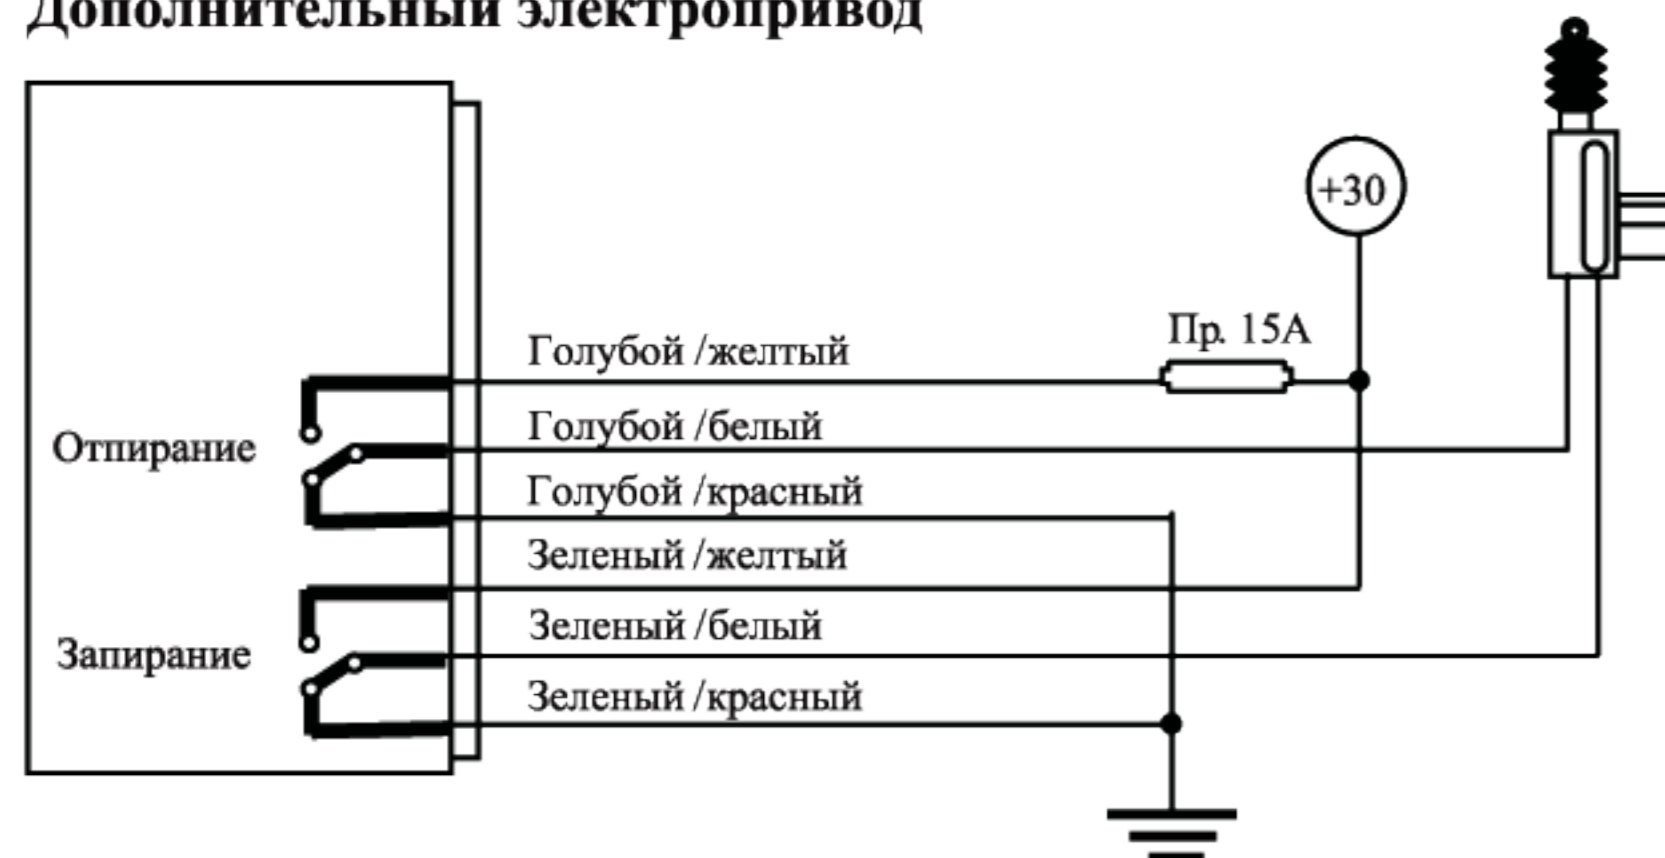 Дополнительный электропривод
+30
Пр. 15А
Голубой /желтый
Голубой /белый
Отпирание
Голубой /красный
Зеленый /желтый
Зеленый /белый
Запирание
Зеленый /красный